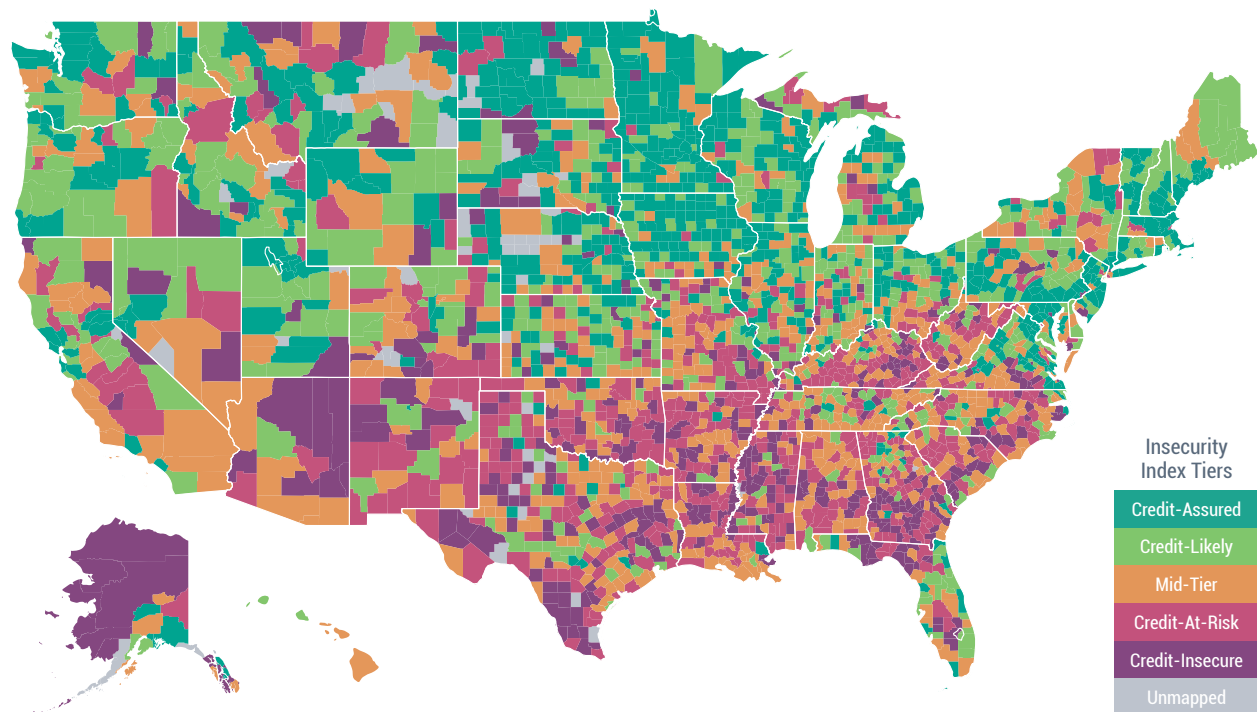 Insecurity
Index Tiers
Credit-Assured
Credit-Likely
Mid-Tier
Credit-At-Risk
Credit-Insecure
Unmapped